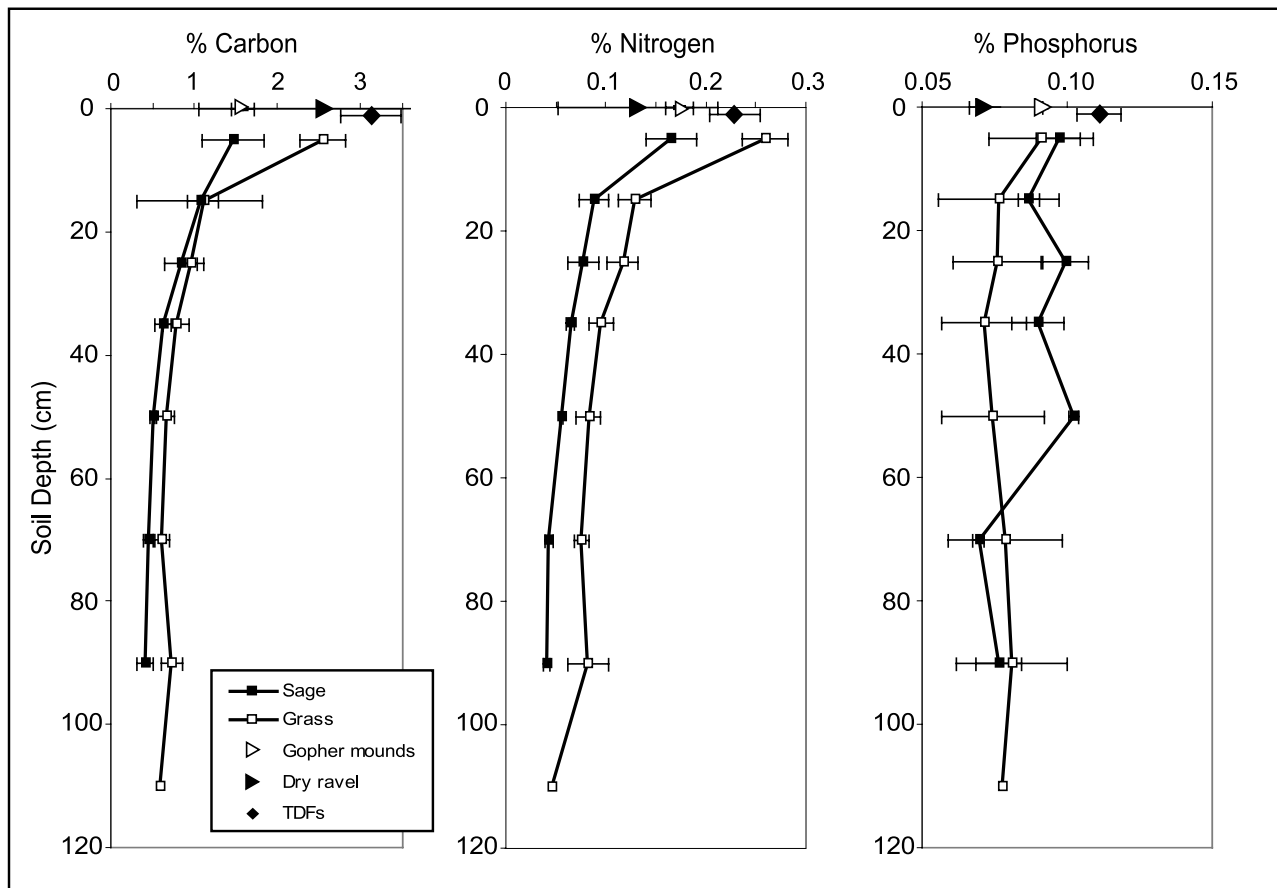 % Carbon
% Nitrogen
% Phosphorus
0 1 2 3
0 0.1 0.2 0.3
0.05 0.10 0.15
0
20
40
60
80
100
120
Soil Depth (cm)
Sage
Grass
Gopher mounds
Dry ravel
TDFs
0
20
40
60
80
100
120
0
20
40
60
80
100
120